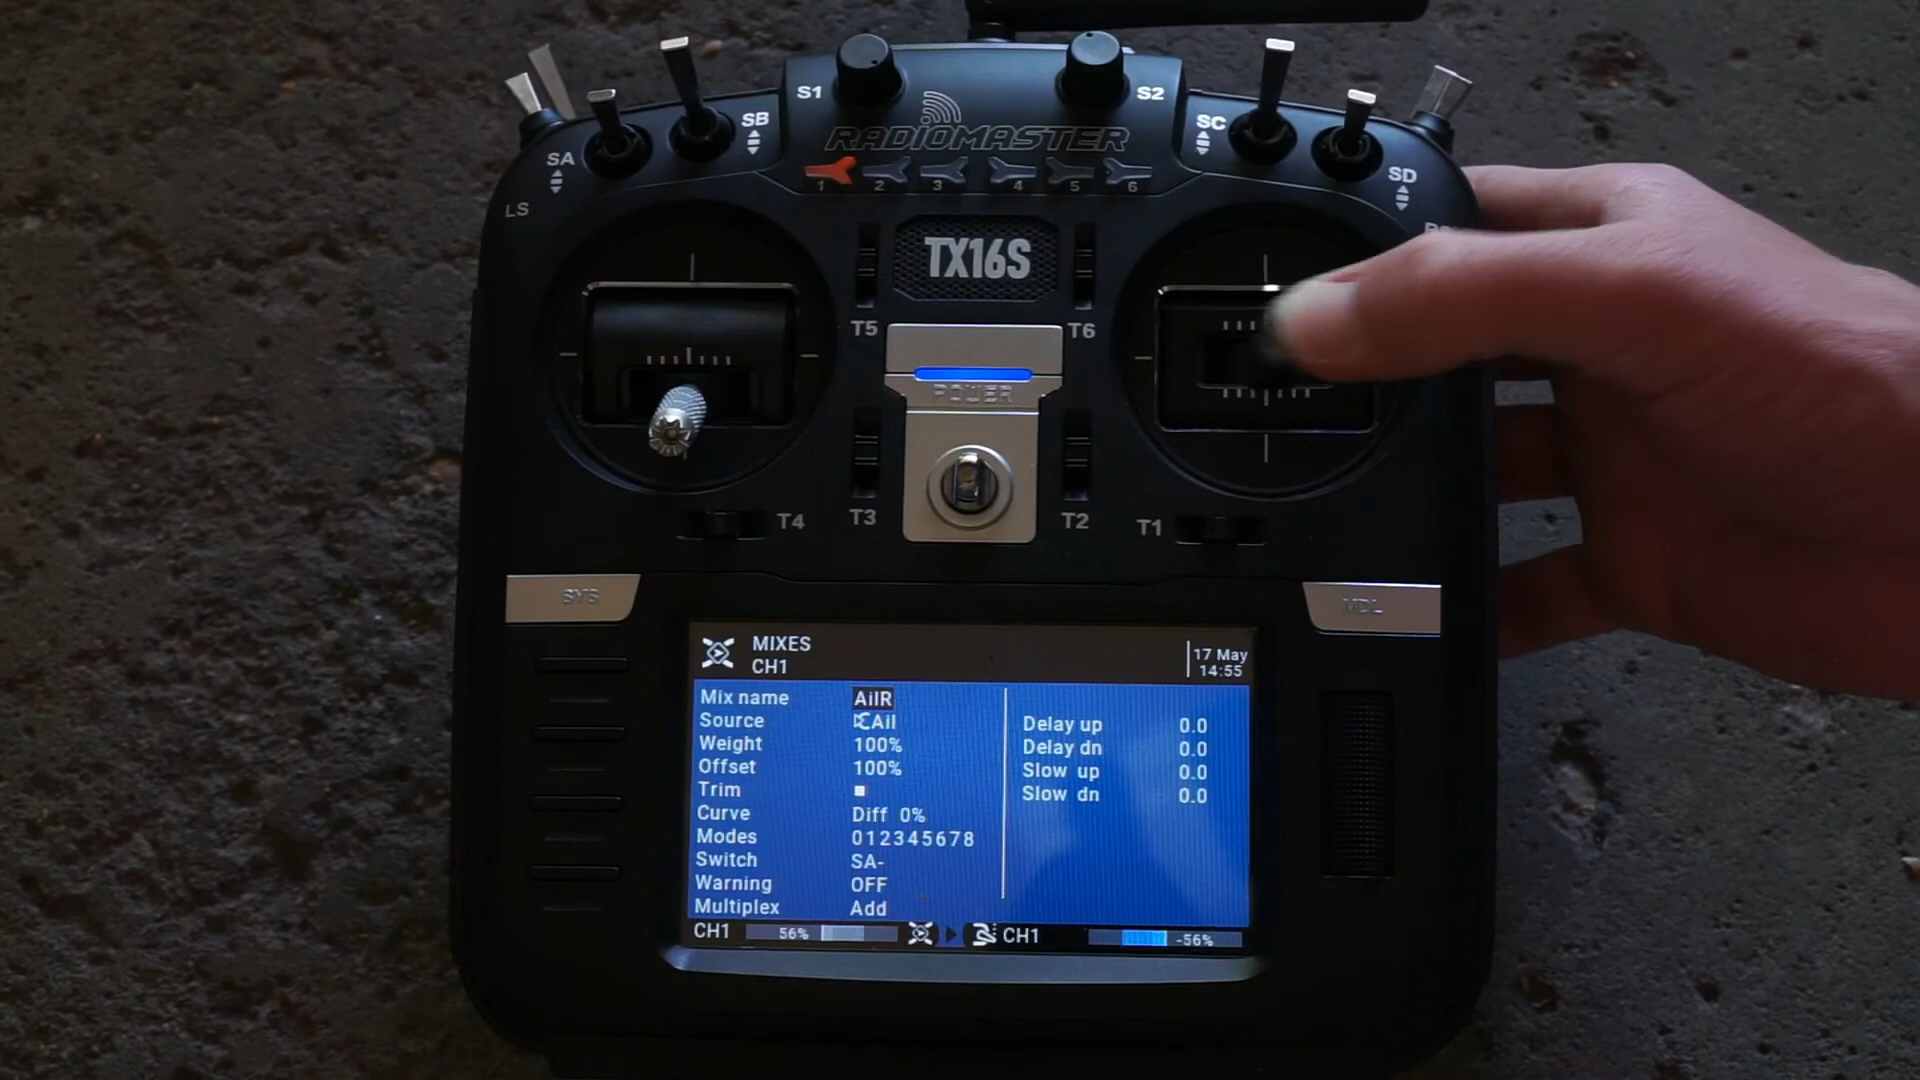 S1
S2
SB
SC
RADIOMASTER
SA
SD
1 2 3 4 5 6
LS
TX16S
T5
T6
POWER
T4
T3
T2
T1
SYS
MDL
MIXES
CH1
17 May
14:55
Mix name AilR
Source Ail
Weight 100%
Offset 100%
Trim
Curve Diff 0%
Modes 012345678
Switch SA-
Warning OFF
Multiplex Add
Delay up 0.0
Delay dn 0.0
Slow up 0.0
Slow dn 0.0
CH1 56% CH1 -56%